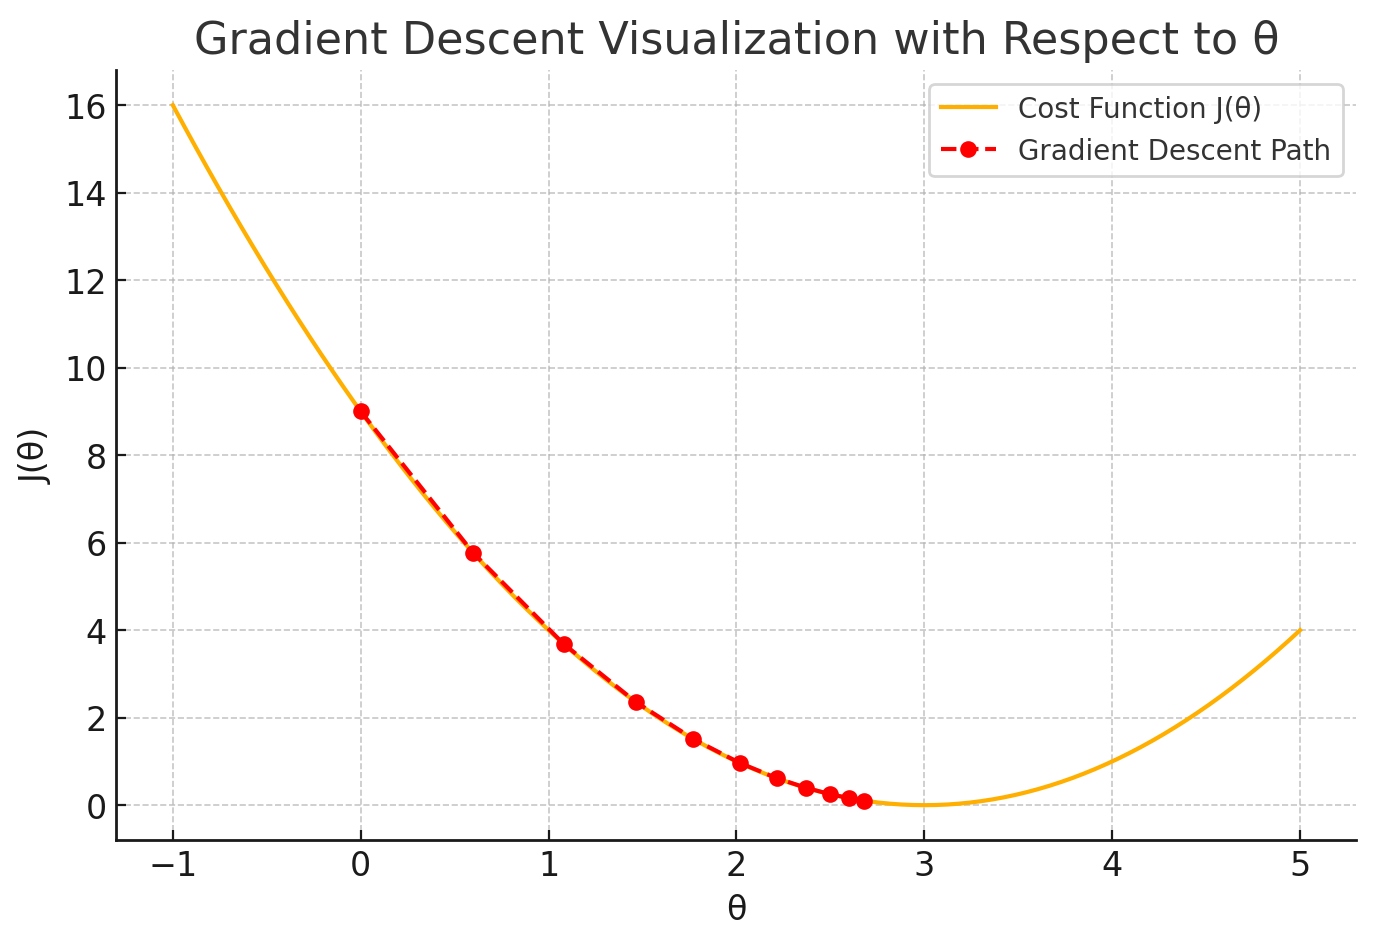 Gradient Descent Visualization with Respect to θ
Cost Function J(θ)
Gradient Descent Path
J(θ)
16
14
12
10
8
6
4
2
0
−1 0 1 2 3 4 5
θ